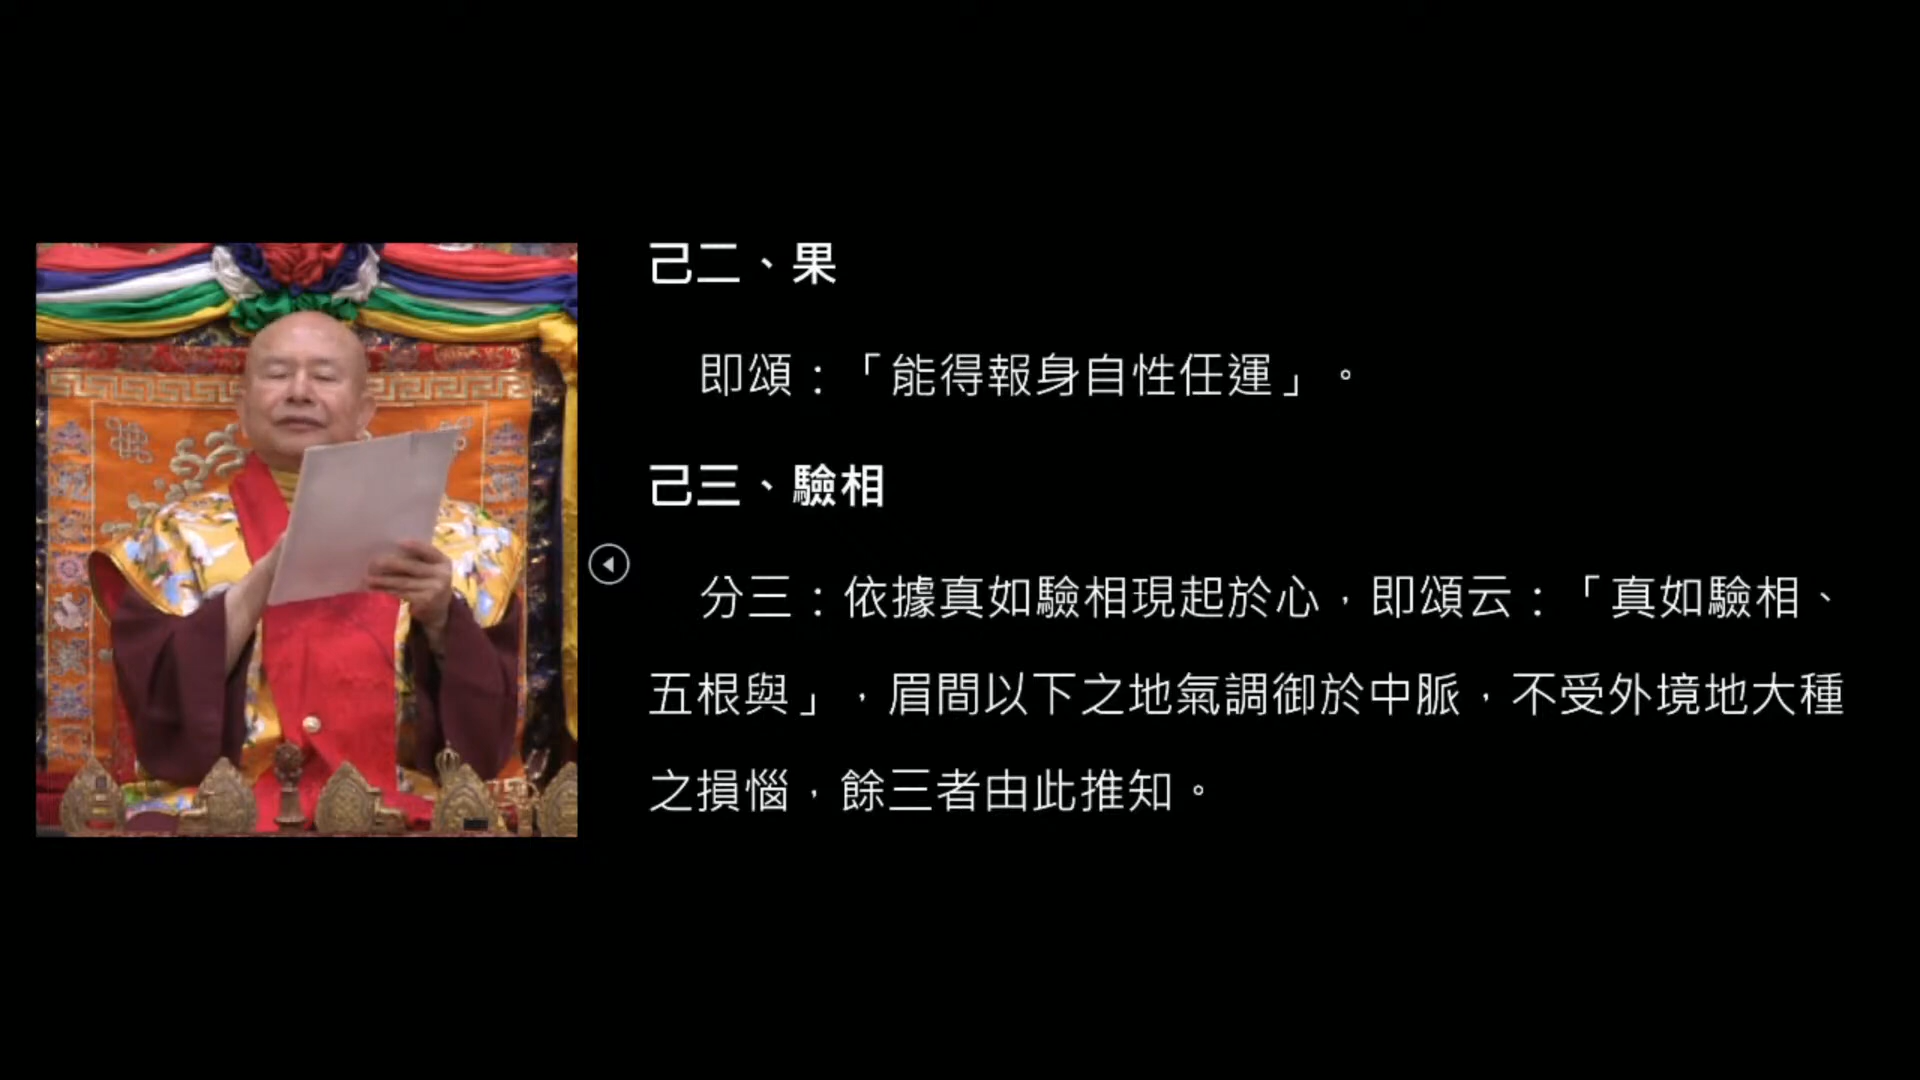 己二、果
即頌：「能得報身自性任運」。
己三、驗相
分三：依據真如驗相現起於心，即頌云：「真如驗相、
五根與」，眉間以下之地氣調御於中脈，不受外境地大種
之損惱，餘三者由此推知。